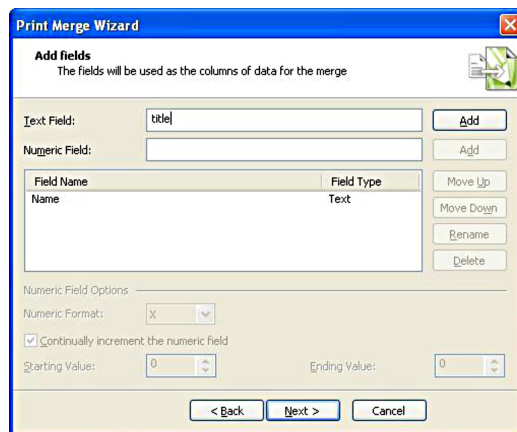 Print Merge Wizard
Add fields
The fields will be used as the columns of data for the merge
Text Field: title Add
Numeric Field: Add
Field Name Field Type
Name Text
Move Up
Move Down
Rename
Delete
Numeric Field Options
Numeric Format: X
Continually increment the numeric field
Starting Value: 0 Ending Value: 0
< Back Next > Cancel